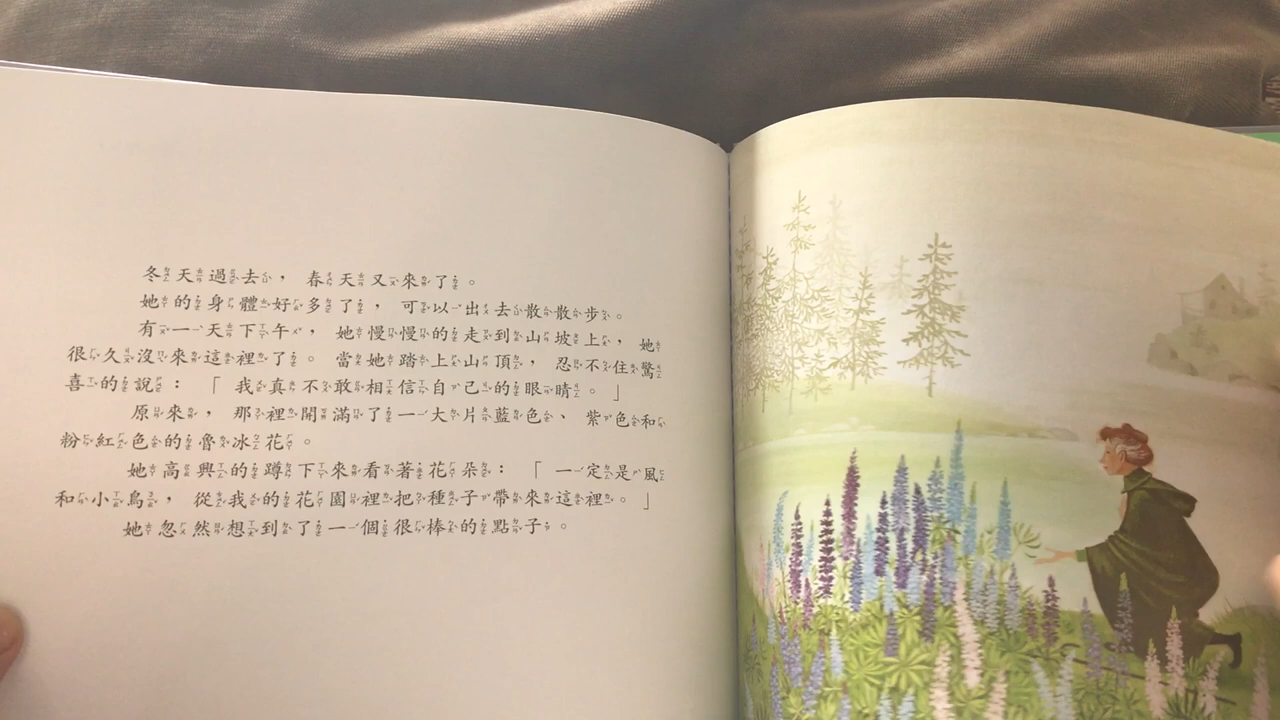 冬天過去，春天又來了。
她的身體好多了，可以出去散散步。
有一天下午，她慢慢的走到山坡上，她
很久沒來這裡了。當她踏上山頂，忍不住驚
喜的說：「我真不敢相信自己的眼睛。」
原來，那裡開滿了一大片藍色、紫色和
粉紅色的魯冰花。
她高興的蹲下來看著花朵：「一定是風
和小鳥，從我的花園裡把種子帶來這裡。」
她忽然想到了一個很棒的點子。